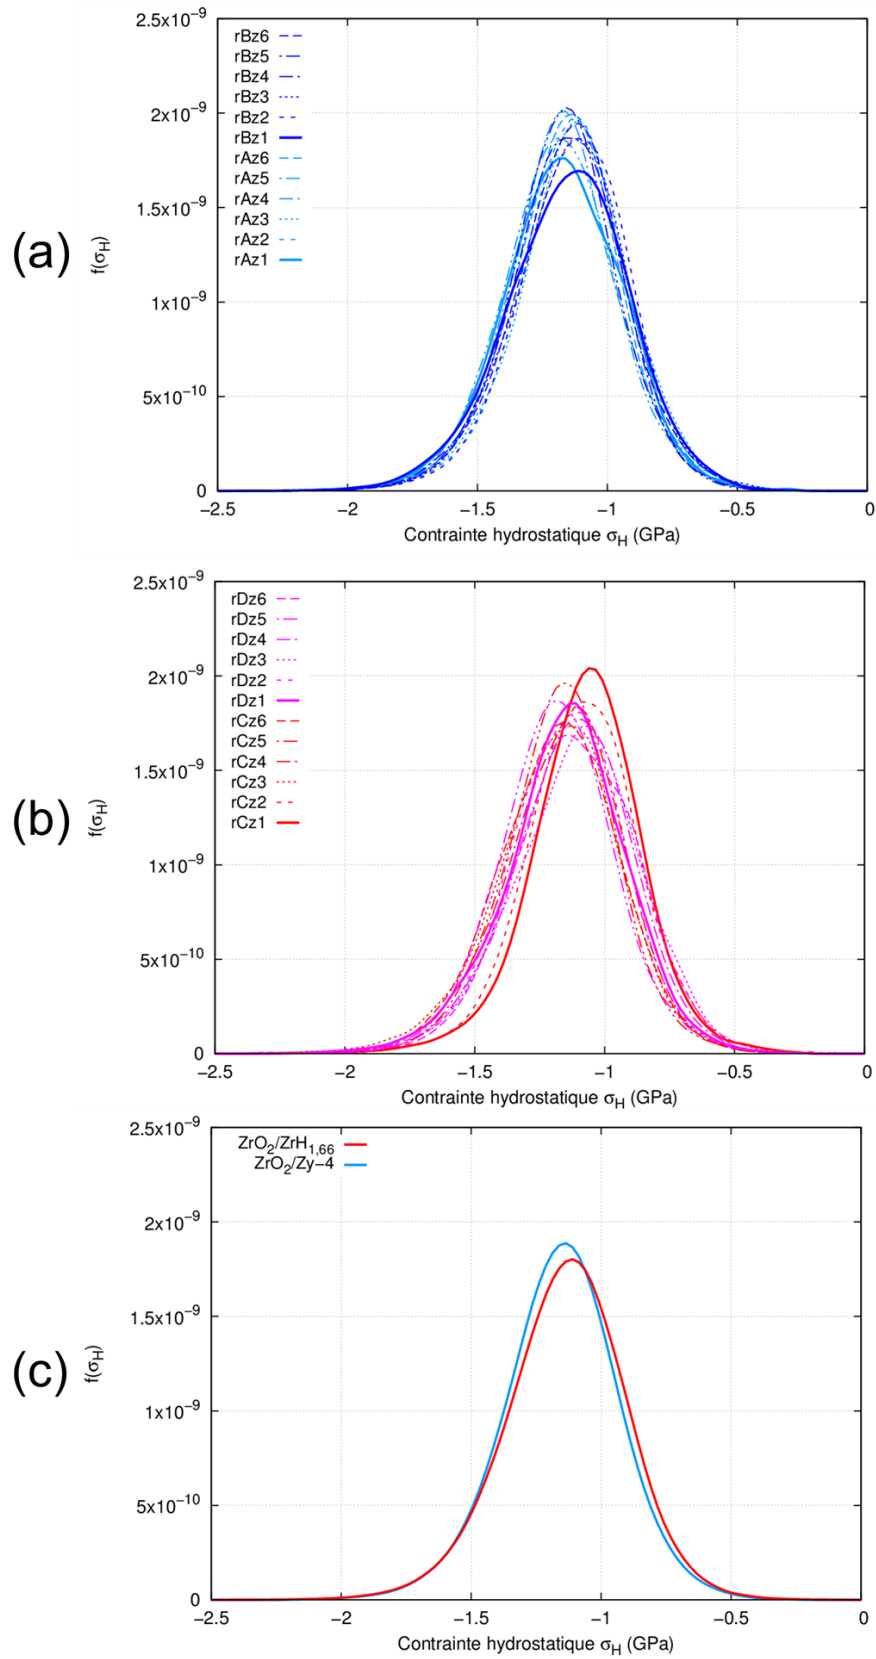 (a)
f(σH)
2.5x10−9
2x10−9
1.5x10−9
1x10−9
5x10−10
0
rBz6
rBz5
rBz4
rBz3
rBz2
rBz1
rAz6
rAz5
rAz4
rAz3
rAz2
rAz1
−2.5 −2 −1.5 −1 −0.5 0
Contrainte hydrostatique σH (GPa)
(b)
f(σH)
2.5x10−9
2x10−9
1.5x10−9
1x10−9
5x10−10
0
rDz6
rDz5
rDz4
rDz3
rDz2
rDz1
rCz6
rCz5
rCz4
rCz3
rCz2
rCz1
−2.5 −2 −1.5 −1 −0.5 0
Contrainte hydrostatique σH (GPa)
(c)
f(σH)
2.5x10−9
2x10−9
1.5x10−9
1x10−9
5x10−10
0
ZrO2/ZrH1,66
ZrO2/Zy−4
−2.5 −2 −1.5 −1 −0.5 0
Contrainte hydrostatique σH (GPa)